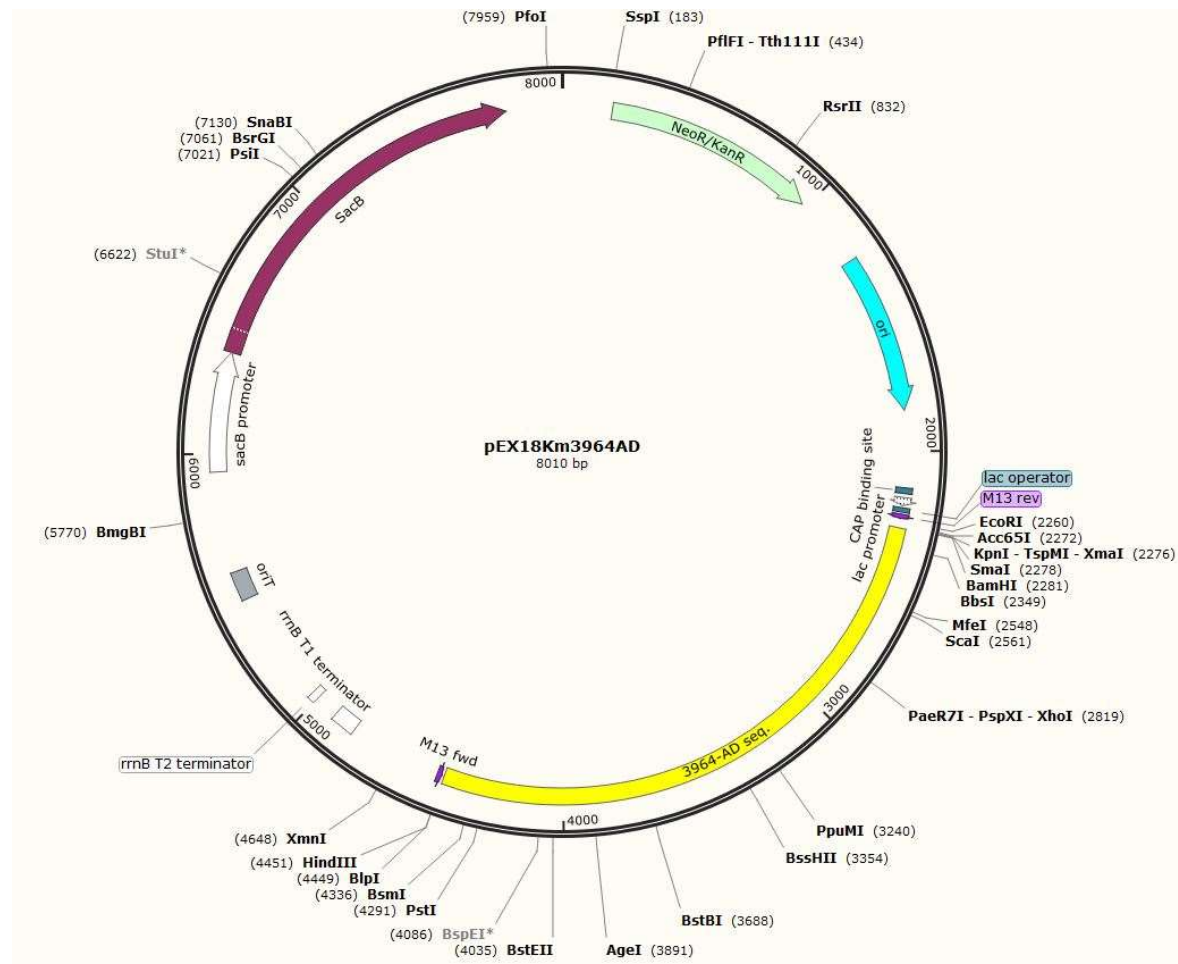 (7959) PfoI
SspI (183)
PflFI - Tth111I (434)
RsrII (832)
8000
NeoR/KanR
1000
(7130) SnaBI
(7061) BsrGI
(7021) PsiI
7000
SacB
(6622) StuI*
ori
sacB promoter
2000
6000
pEX18Km3964AD
8010 bp
CAP binding site
lac promoter
lac operator
M13 rev
EcoRI (2260)
Acc65I (2272)
KpnI - TspMI - XmaI (2276)
SmaI (2278)
BamHI (2281)
BbsI (2349)
MfeI (2548)
ScaI (2561)
(5770) BmgBI
oriT
rrnB T1 terminator
3000
PaeR7I - PspXI - XhoI (2819)
5000
rrnB T2 terminator
M13 fwd
3964-AD seq.
4000
PpuMI (3240)
BssHII (3354)
(4648) XmnI
(4451) HindIII
(4449) BlpI
(4336) BsmI
(4291) PstI
(4086) BspEI*
(4035) BstEII
AgeI (3891)
BstBI (3688)